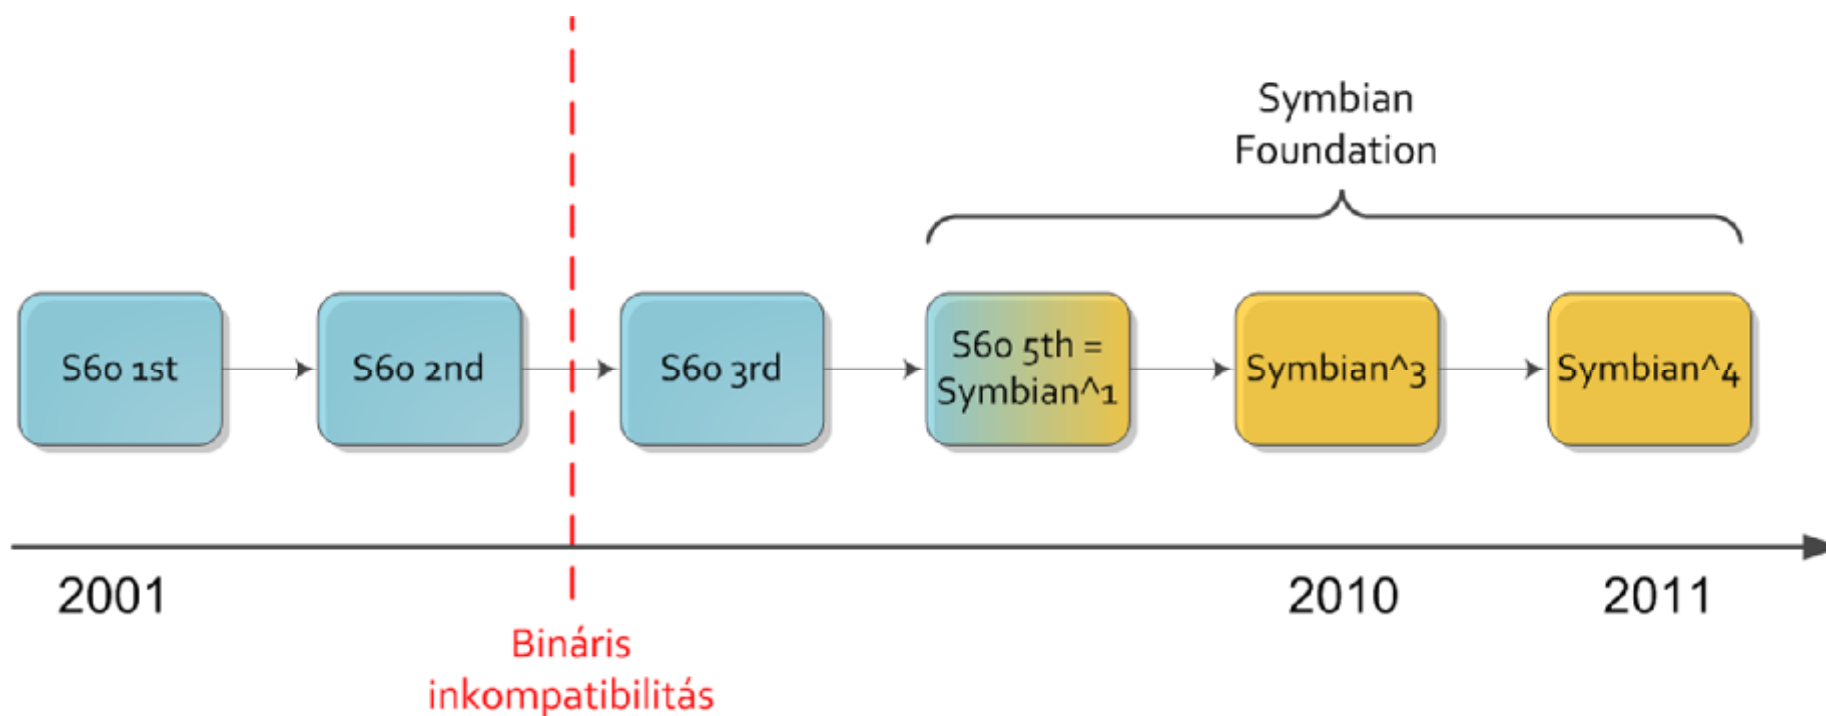 Symbian
Foundation
S60 1st
S60 2nd
S60 3rd
S60 5th =
Symbian^1
Symbian^3
Symbian^4
2001
2010
2011
Bináris
inkompatibilitás